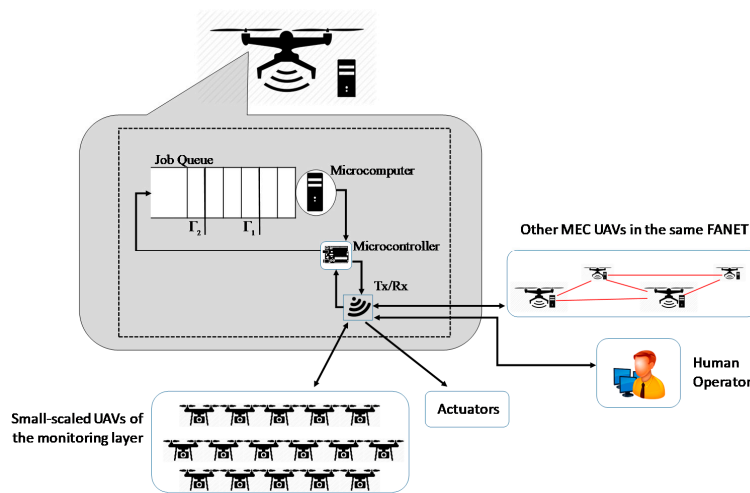 Job Queue
Microcomputer
Γ2
Γ1
Microcontroller
Tx/Rx
Other MEC UAVs in the same FANET
Human
Operator
Actuators
Small-scaled UAVs of
the monitoring layer